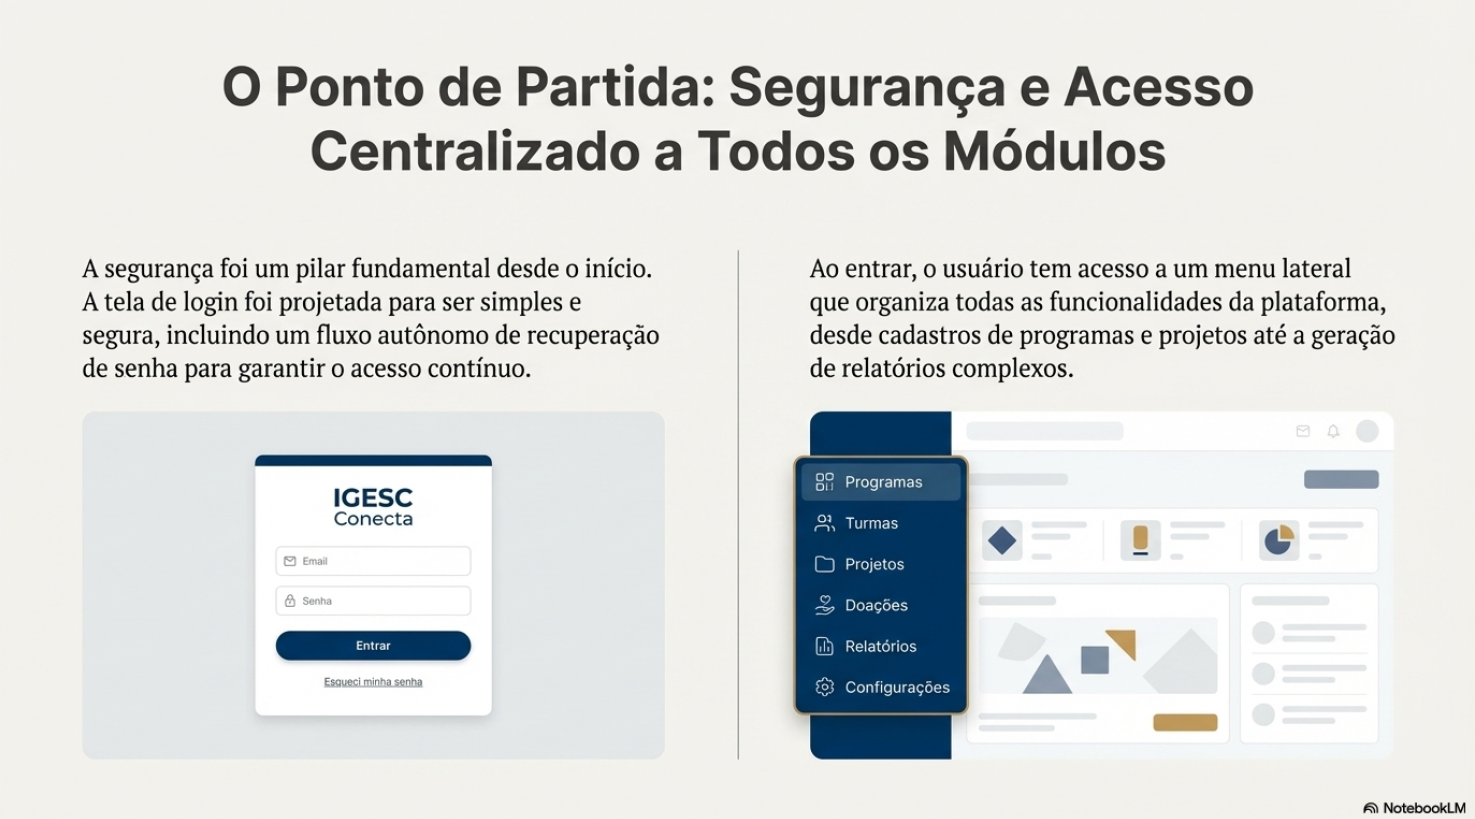 O Ponto de Partida: Segurança e Acesso
Centralizado a Todos os Módulos
A segurança foi um pilar fundamental desde o início.
A tela de login foi projetada para ser simples e
segura, incluindo um fluxo autônomo de recuperação
de senha para garantir o acesso contínuo.
IGESC
Conecta
Email
Senha
Entrar
Esqueci minha senha
Ao entrar, o usuário tem acesso a um menu lateral
que organiza todas as funcionalidades da plataforma,
desde cadastros de programas e projetos até a geração
de relatórios complexos.
Programas
Turmas
Projetos
Doações
Relatórios
Configurações
NotebookLM